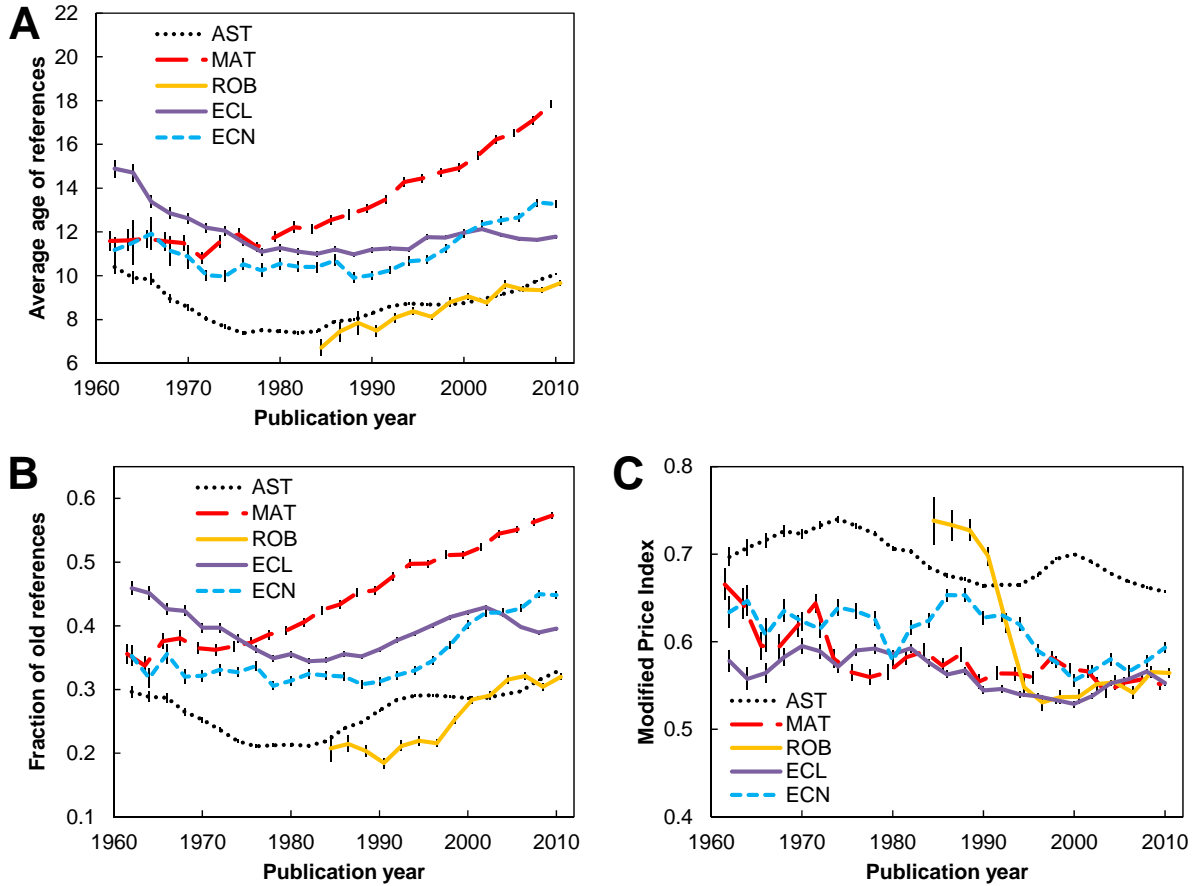 A
22
20
18
16
14
12
10
8
6
Average age of references
AST
MAT
ROB
ECL
ECN
1960 1970 1980 1990 2000 2010
Publication year
B
0.6
0.5
0.4
0.3
0.2
0.1
Fraction of old references
AST
MAT
ROB
ECL
ECN
1960 1970 1980 1990 2000 2010
Publication year
C
0.8
0.7
0.6
0.5
0.4
Modified Price Index
AST
MAT
ROB
ECL
ECN
1960 1970 1980 1990 2000 2010
Publication year